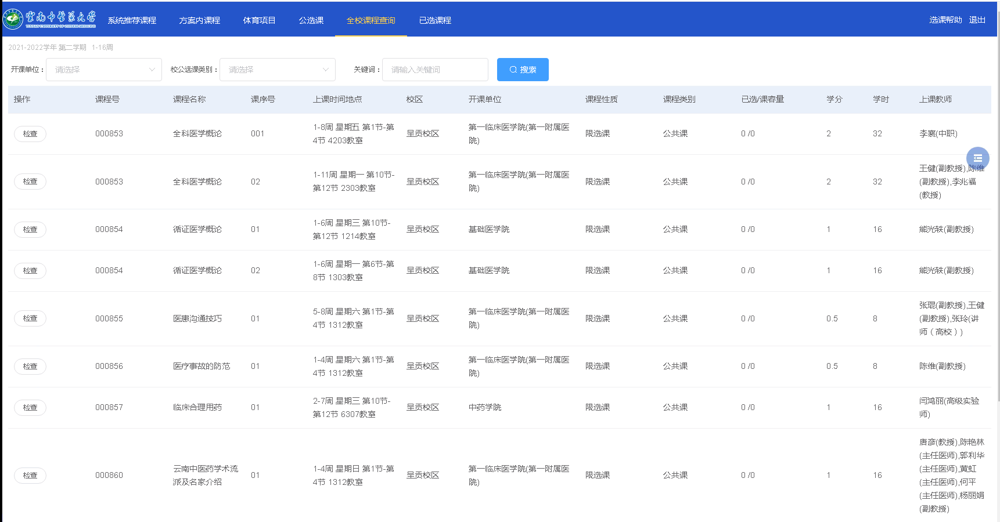 雲南中醫藥大學
YUNNAN UNIVERSITY OF CHINESE MEDICINE
系统推荐课程 方案内课程 体育项目 公选课 全校课程查询 已选课程 选课帮助 退出
2021-2022学年 第二学期 1-16周
开课单位： 请选择 校公选课类别： 请选择 关键词： 请输入关键词 搜索
操作 课程号 课程名称 课序号 上课时间地点 校区 开课单位 课程性质 课程类别 已选/课容量 学分 学时 上课教师
检查 000853 全科医学概论 001 1-8周 星期五 第1节-第4节 4203教室 呈贡校区 第一临床医学院(第一附属医院) 限选课 公共课 0 /0 2 32 李襄(中职)
检查 000853 全科医学概论 02 1-11周 星期一 第10节-第12节 2303教室 呈贡校区 第一临床医学院(第一附属医院) 限选课 公共课 0 /0 2 32 王健(副教授),陈维(副教授),李兆福(教授)
检查 000854 循证医学概论 01 1-6周 星期三 第10节-第12节 1214教室 呈贡校区 基础医学院 限选课 公共课 0 /0 1 16 熊光轶(副教授)
检查 000854 循证医学概论 02 1-6周 星期一 第6节-第8节 1303教室 呈贡校区 基础医学院 限选课 公共课 0 /0 1 16 熊光轶(副教授)
检查 000855 医患沟通技巧 01 5-8周 星期六 第1节-第4节 1312教室 呈贡校区 第一临床医学院(第一附属医院) 限选课 公共课 0 /0 0.5 8 张琨(副教授),王健(副教授),张玲(讲师（高校）)
检查 000856 医疗事故的防范 01 1-4周 星期六 第1节-第4节 1312教室 呈贡校区 第一临床医学院(第一附属医院) 限选课 公共课 0 /0 0.5 8 陈维(副教授)
检查 000857 临床合理用药 01 2-7周 星期三 第10节-第12节 6307教室 呈贡校区 中药学院 限选课 公共课 0 /0 1 16 闫鸿丽(高级实验师)
检查 000860 云南中医药学术流派及名家介绍 01 1-4周 星期日 第1节-第4节 1312教室 呈贡校区 第一临床医学院(第一附属医院) 限选课 公共课 0 /0 1 16 唐彦(教授),陈艳林(主任医师),郭利华(主任医师),黄虹(主任医师),何平(主任医师),杨丽娟(副教授)